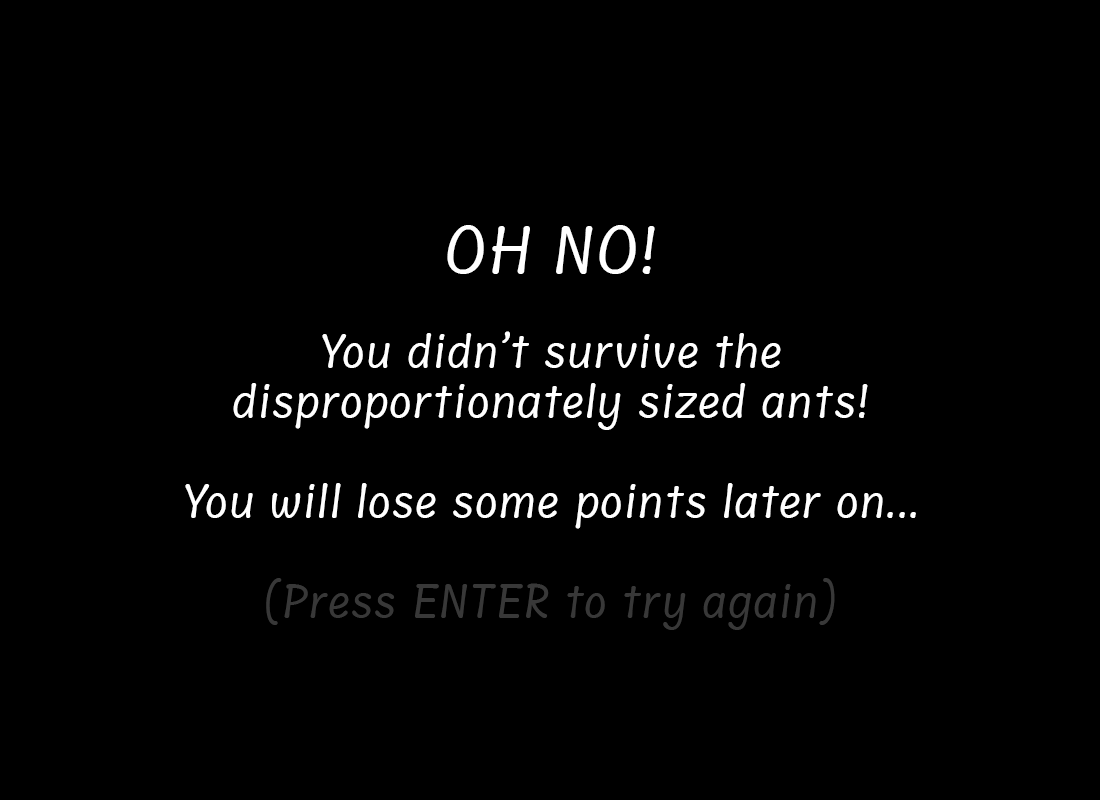 OH NO!
You didn’t survive the
disproportionately sized ants!
You will lose some points later on...
(Press ENTER to try again)